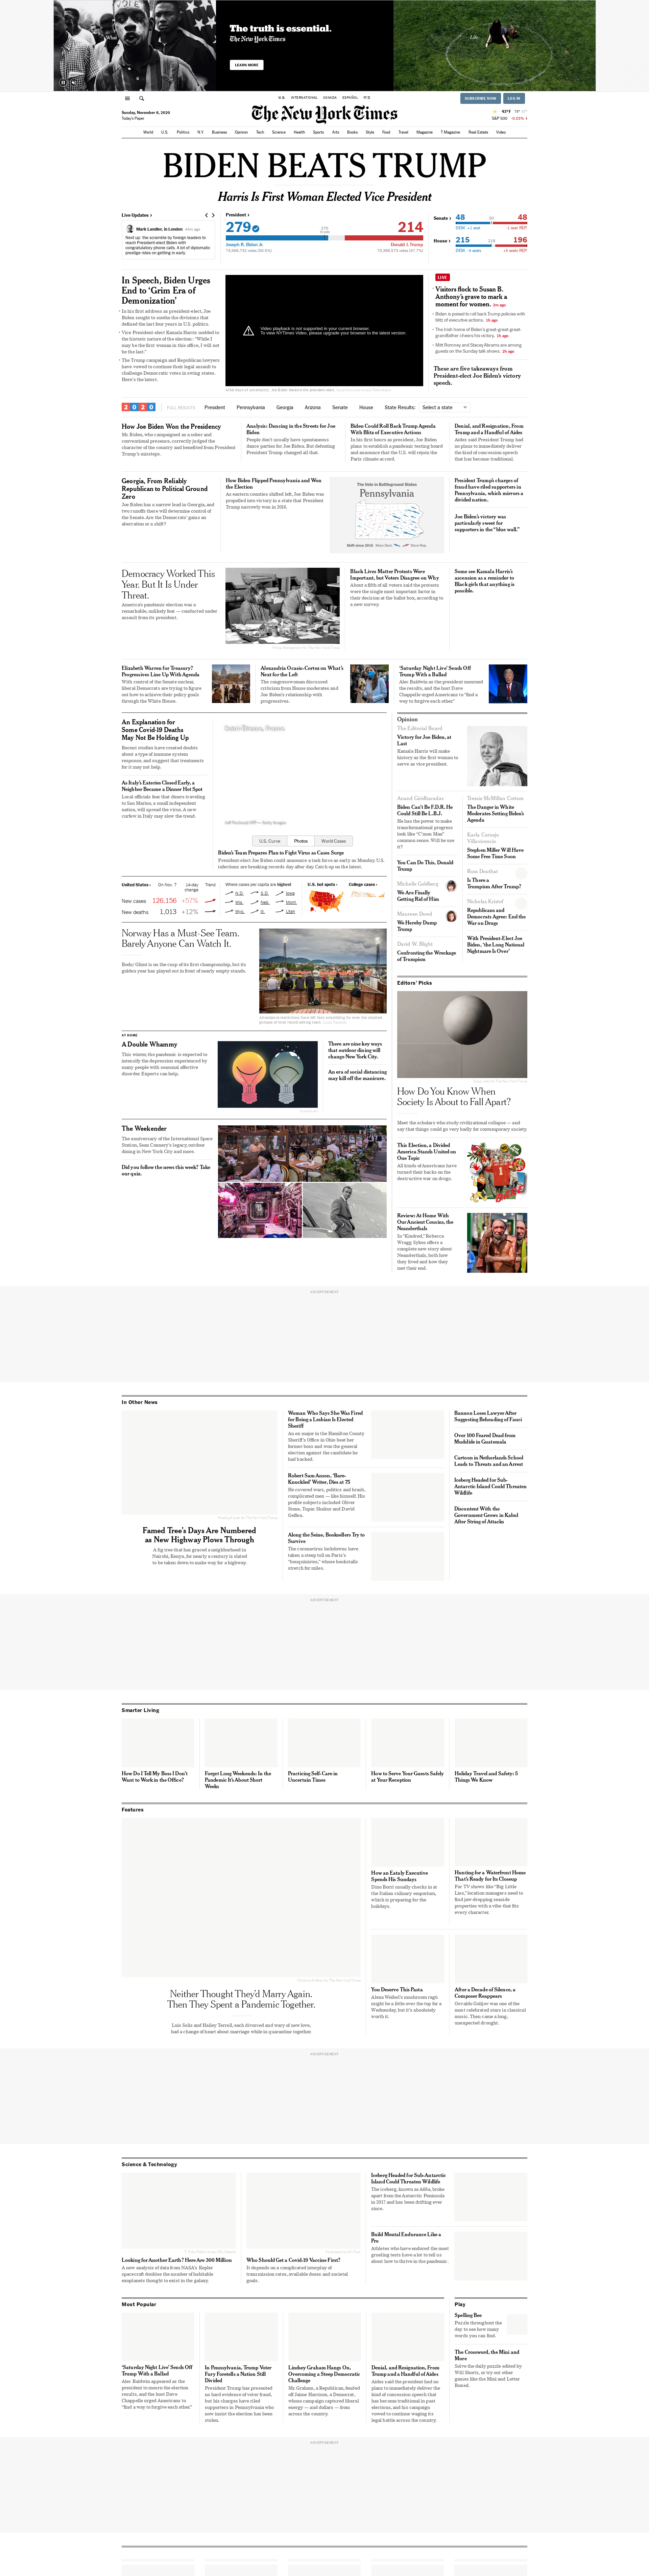 The truth is essential.
The New York Times
LEARN MORE
U.S. INTERNATIONAL CANADA ESPAÑOL 中文
SUBSCRIBE NOW LOG IN
Sunday, November 8, 2020
Today's Paper
The New York Times
S&P 500
World U.S. Politics N.Y. Business Opinion Tech Science Health Sports Arts Books Style Food Travel Magazine T Magazine Real Estate Video
BIDEN BEATS TRUMP
Harris Is First Woman Elected Vice President
Live Updates
Mark Landler, in London
Next up: the scramble by foreign leaders to
reach President-elect Biden with
congratulatory phone calls. A lot of diplomatic
prestige rides on getting in early.
President
279 214
Joseph R. Biden Jr. Donald J. Trump
Senate 48 48
House 215 196
In Speech, Biden Urges
End to 'Grim Era of
Demonization'
In his first address as president-elect, Joe
Biden sought to soothe the divisions that
defined the last four years in U.S. politics.
Vice President-elect Kamala Harris nodded to
the historic nature of the election: "While I
may be the first woman in this office, I will not
be the last."
The Trump campaign and Republican lawyers
have vowed to continue their legal assault to
challenge Democratic votes in swing states.
Here's the latest.
Video playback is not supported in your current browser.
To view NYTimes Video, please upgrade your browser to the latest version.
LIVE
Visitors flock to Susan B.
Anthony's grave to mark a
moment for women. 2m ago
Biden is poised to roll back Trump policies with
blitz of executive actions. 1h ago
The Irish home of Biden's great-great-great-
grandfather cheers his victory. 1h ago
Mitt Romney and Stacey Abrams are among
guests on the Sunday talk shows. 2h ago
These are five takeaways from
President-elect Joe Biden's victory
speech.
2020 FULL RESULTS President Pennsylvania Georgia Arizona Senate House State Results: Select a state
How Joe Biden Won the Presidency
Mr. Biden, who campaigned as a sober and
conventional presence, correctly judged the
character of the country and benefited from President
Trump's missteps.
Analysis: Dancing in the Streets for Joe
Biden
People don't usually have spontaneous
dance parties for Joe Biden. But defeating
President Trump changed all that.
Biden Could Roll Back Trump Agenda
With Blitz of Executive Actions
In his first hours as president, Joe Biden
plans to establish a pandemic testing board
and announce that the U.S. will rejoin the
Paris climate accord.
Denial, and Resignation, From
Trump and a Handful of Aides
Aides said President Trump had
no plans to immediately deliver
the kind of concession speech
that has become traditional.
Georgia, From Reliably
Republican to Political Ground
Zero
Joe Biden has a narrow lead in Georgia, and
two runoffs there will determine control of
the Senate. Are the Democrats' gains an
aberration or a shift?
How Biden Flipped Pennsylvania and Won
the Election
As eastern counties shifted left, Joe Biden was
propelled into victory in a state that President
Trump narrowly won in 2016.
The Vote in Battleground States
Pennsylvania
President Trump's charges of
fraud have riled supporters in
Pennsylvania, which mirrors a
divided nation.
Joe Biden's victory was
particularly sweet for
supporters in the "blue wall."
Democracy Worked This
Year. But It Is Under
Threat.
America's pandemic election was a
remarkable, unlikely feat — conducted under
assault from its president.
Black Lives Matter Protests Were
Important, but Voters Disagree on Why
About a fifth of all voters said the protests
were the single most important factor in
their decision at the ballot box, according to
a new survey.
Some see Kamala Harris's
ascension as a reminder to
Black girls that anything is
possible.
Elizabeth Warren for Treasury?
Progressives Line Up With Agenda
With control of the Senate unclear,
liberal Democrats are trying to figure
out how to achieve their policy goals
through the White House.
Alexandria Ocasio-Cortez on What's
Next for the Left
The congresswoman discussed
criticism from House moderates and
Joe Biden's relationship with
progressives.
'Saturday Night Live' Sends Off
Trump With a Ballad
Alec Baldwin as the president mourned
the results, and the host Dave
Chappelle urged Americans to "find a
way to forgive each other."
An Explanation for
Some Covid-19 Deaths
May Not Be Holding Up
Recent studies have created doubts
about a type of immune system
response, and suggest that treatments
for it may not help.
As Italy's Eateries Closed Early, a
Neighbor Became a Dinner Hot Spot
Local officials fear that diners traveling
to San Marino, a small independent
nation, will spread the virus. A new
curfew in Italy may slow the trend.
Saint-Étienne, France.
U.S. Curve Photos World Cases
Biden's Team Prepares Plan to Fight Virus as Cases Surge
President-elect Joe Biden could announce a task force as early as Monday. U.S.
infections are breaking records day after day. Catch up on the latest.
United States On Nov. 7 14-day change Trend
New cases 126,156 +57%
New deaths 1,013 +12%
Where cases per capita are highest
N.D. S.D. Iowa
Wis. Neb. Mont.
Wyo. Ill. Utah
U.S. hot spots College cases
Norway Has a Must-See Team.
Barely Anyone Can Watch It.
Bodo/Glimt is on the cusp of its first championship, but its
golden year has played out in front of nearly empty stands.
AT HOME
A Double Whammy
This winter, the pandemic is expected to
intensify the depression experienced by
many people with seasonal affective
disorder. Experts can help.
There are nine key ways
that outdoor dining will
change New York City.
An era of social distancing
may kill off the manicure.
The Weekender
The anniversary of the International Space
Station, Sean Connery's legacy, outdoor
dining in New York City and more.
Did you follow the news this week? Take
our quiz.
Opinion
The Editorial Board
Victory for Joe Biden, at
Last
Kamala Harris will make
history as the first woman to
serve as vice president.
Anand Giridharadas
Biden Can't Be F.D.R. He
Could Still Be L.B.J.
He has the power to make
transformational progress
look like "C'mon Man"
common sense. Will he use
it?
You Can Do This, Donald
Trump
Michelle Goldberg
We Are Finally
Getting Rid of Him
Maureen Dowd
We Hereby Dump
Trump
David W. Blight
Confronting the Wreckage
of Trumpism
Tressie McMillan Cottom
The Danger in White
Moderates Setting Biden's
Agenda
Karla Cornejo
Villavicencio
Stephen Miller Will Have
Some Free Time Soon
Ross Douthat
Is There a
Trumpism After Trump?
Nicholas Kristof
Republicans and
Democrats Agree: End the
War on Drugs
With President-Elect Joe
Biden, 'the Long National
Nightmare Is Over'
Editors' Picks
How Do You Know When
Society Is About to Fall Apart?
Meet the scholars who study civilizational collapse — and
say that things could go very badly for contemporary society.
This Election, a Divided
America Stands United on
One Topic
All kinds of Americans have
turned their backs on the
destructive war on drugs.
Review: At Home With
Our Ancient Cousins, the
Neanderthals
In "Kindred," Rebecca
Wragg Sykes offers a
complete new story about
Neanderthals, both how
they lived and how they
met their end.
ADVERTISEMENT
In Other News
Famed Tree's Days Are Numbered
as New Highway Plows Through
A fig tree that has graced a neighborhood in
Nairobi, Kenya, for nearly a century is slated
to be taken down to make way for a highway.
Woman Who Says She Was Fired
for Being a Lesbian Is Elected
Sheriff
An ex-major in the Hamilton County
Sheriff's Office in Ohio beat her
former boss and won the general
election against the candidate he
had backed.
Robert Sam Anson, 'Bare-
Knuckled' Writer, Dies at 75
He covered wars, politics and brash,
complicated men — like himself. His
profile subjects included Oliver
Stone, Tupac Shakur and David
Geffen.
Along the Seine, Booksellers Try to
Survive
The coronavirus lockdowns have
taken a steep toll on Paris's
"bouquinistes," whose bookstalls
stretch for miles.
Bannon Loses Lawyer After
Suggesting Beheading of Fauci
Over 100 Feared Dead from
Mudslide in Guatemala
Cartoon in Netherlands School
Leads to Threats and an Arrest
Iceberg Headed for Sub-
Antarctic Island Could Threaten
Wildlife
Discontent With the
Government Grows in Kabul
After String of Attacks
ADVERTISEMENT
Smarter Living
How Do I Tell My Boss I Don't
Want to Work in the Office?
Forget Long Weekends: In the
Pandemic It's About Short
Weeks
Practicing Self-Care in
Uncertain Times
How to Serve Your Guests Safely
at Your Reception
Holiday Travel and Safety: 5
Things We Know
Features
Neither Thought They'd Marry Again.
Then They Spent a Pandemic Together.
Luis Solis and Hailey Terrell, each divorced and wary of new love,
had a change of heart about marriage while in quarantine together.
How an Eataly Executive
Spends His Sundays
Dino Borri usually checks in at
the Italian culinary emporium,
which is preparing for the
holidays.
Hunting for a Waterfront Home
That's Ready for Its Closeup
For TV shows like "Big Little
Lies," location managers need to
find jaw-dropping seaside
properties with a vibe that fits
every character.
You Deserve This Pasta
After a Decade of Silence, a
Composer Reappears
Osvaldo Golijov was one of the
most celebrated stars in classical
music. Then came a long,
unexpected drought.
ADVERTISEMENT
Science & Technology
Looking for Another Earth? Here Are 300 Million
A new analysis of data from NASA's Kepler
spacecraft doubles the number of habitable
exoplanets thought to exist in the galaxy.
Who Should Get a Covid-19 Vaccine First?
It depends on a complicated interplay of
transmission rates, available doses and societal
goals.
Iceberg Headed for Sub-Antarctic
Island Could Threaten Wildlife
The iceberg, known as A68a, broke
apart from the Antarctic Peninsula
in 2017 and has been drifting ever
since.
Build Mental Endurance Like a
Pro
Athletes who have endured the most
grueling tests have a lot to tell us
about how to thrive in the pandemic.
Most Popular
'Saturday Night Live' Sends Off
Trump With a Ballad
Alec Baldwin appeared as the
president to mourn the election
results, and the host Dave
Chappelle urged Americans to
"find a way to forgive each other."
In Pennsylvania, Trump Voter
Fury Foretells a Nation Still
Divided
President Trump has presented
no hard evidence of voter fraud,
but his charges have riled
supporters in Pennsylvania who
now insist the election has been
stolen.
Lindsey Graham Hangs On,
Overcoming a Steep Democratic
Challenge
Mr. Graham, a Republican, fended
off Jaime Harrison, a Democrat,
whose campaign captured liberal
energy — and dollars — from
across the country.
Denial, and Resignation, From
Trump and a Handful of Aides
Aides said the president had no
plans to immediately deliver the
kind of concession speech that
has become traditional in past
elections, and his campaign
vowed to continue waging its
legal battle across the country.
Play
Spelling Bee
Puzzle throughout the
day to see how many
words you can find.
The Crossword, the Mini and
More
Solve the daily puzzle edited by
Will Shortz, or try our other
games like the Mini and Letter
Boxed.
ADVERTISEMENT